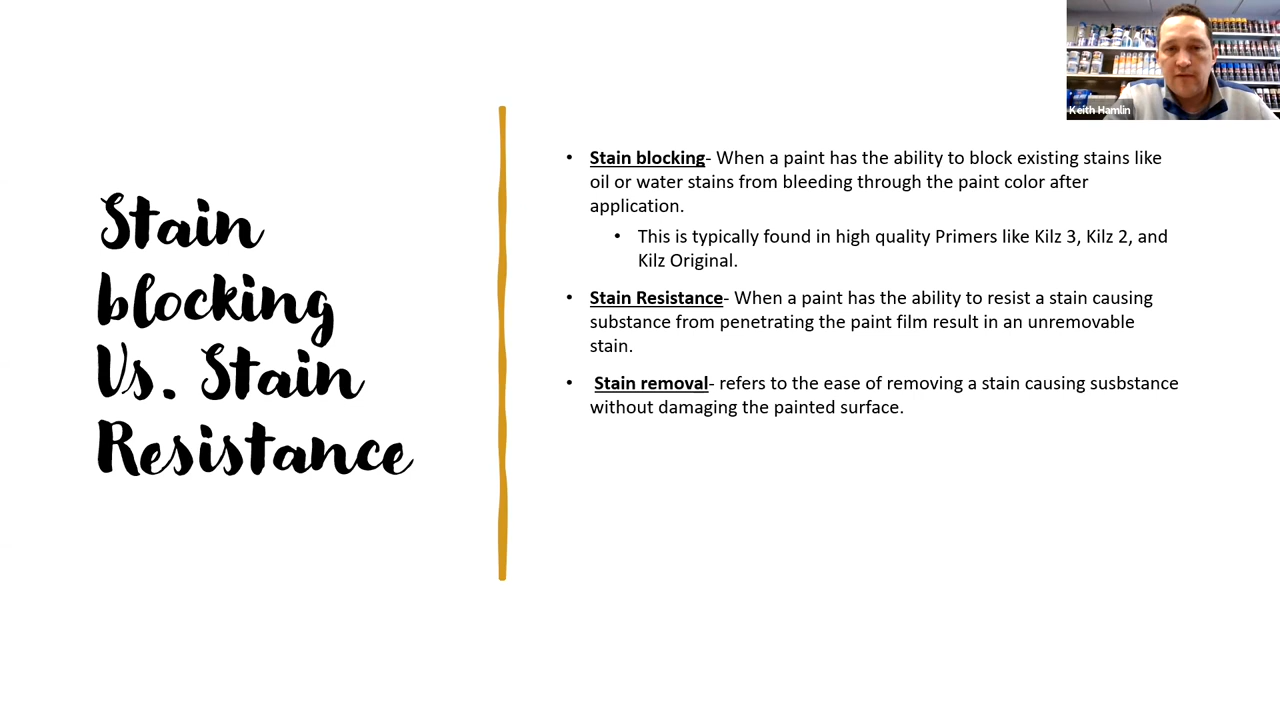 Stain
blocking
Vs. Stain
Resistance
• Stain blocking- When a paint has the ability to block existing stains like
oil or water stains from bleeding through the paint color after
application.
• This is typically found in high quality Primers like Kilz 3, Kilz 2, and
Kilz Original.
• Stain Resistance- When a paint has the ability to resist a stain causing
substance from penetrating the paint film result in an unremovable
stain.
• Stain removal- refers to the ease of removing a stain causing susbstance
without damaging the painted surface.
Keith Hamlin